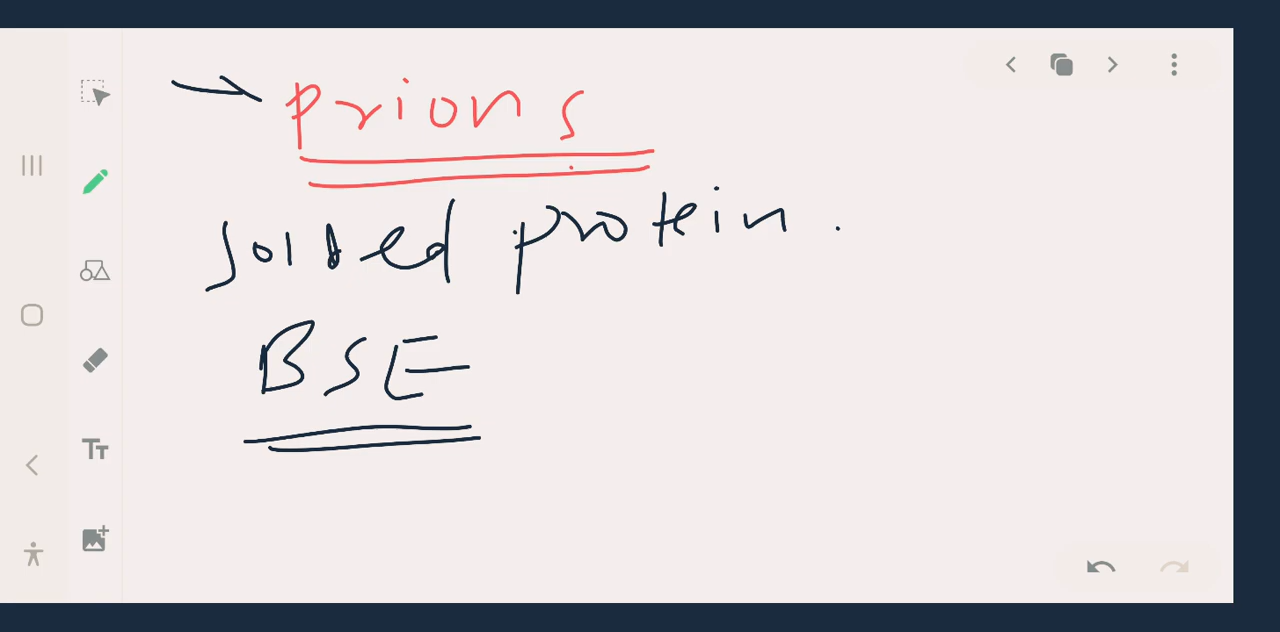 → Prions
folded protein.
BSE